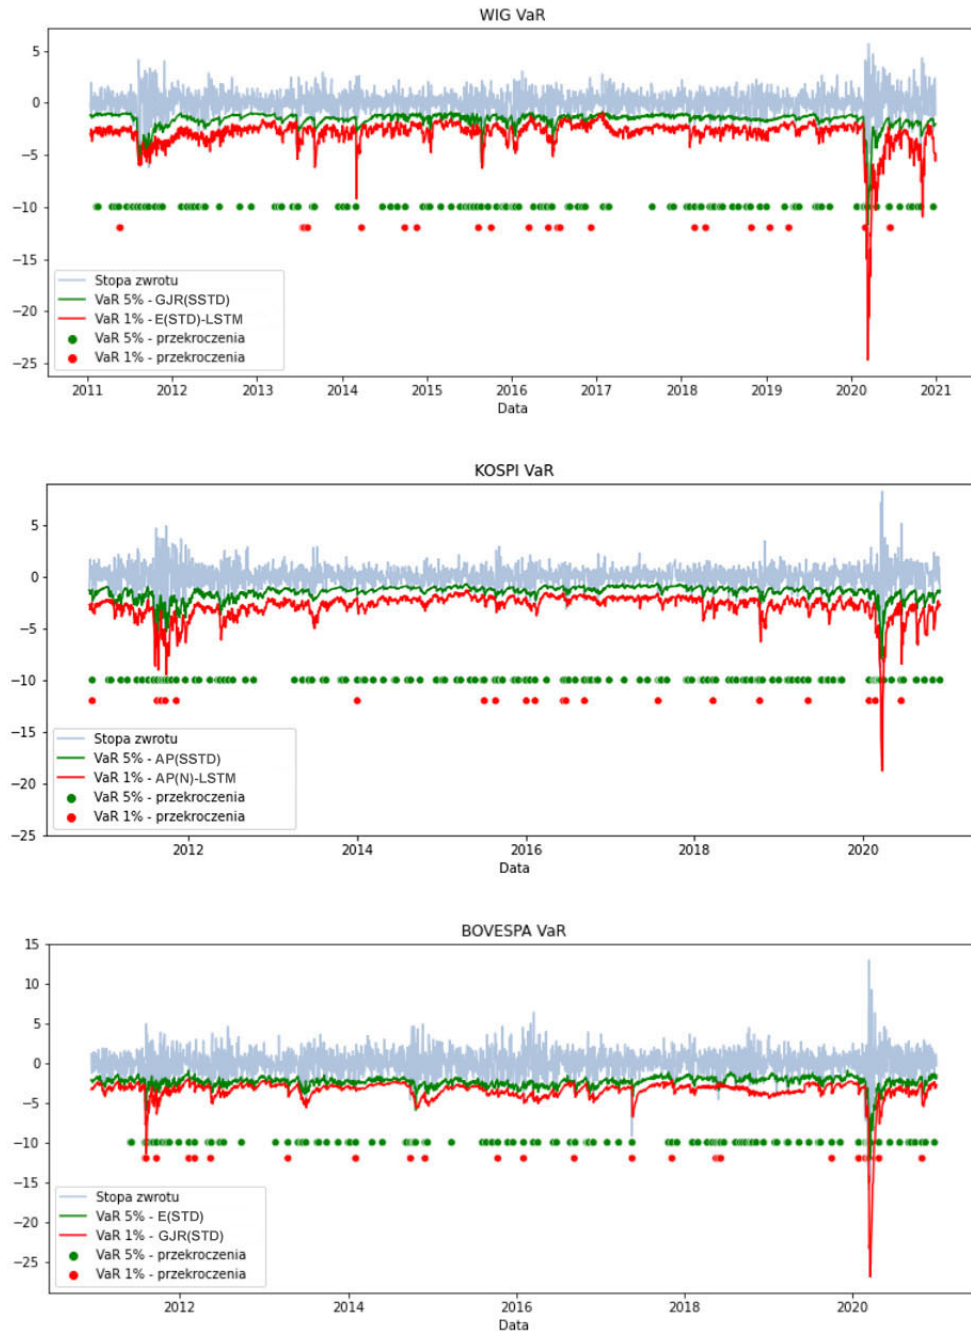 WIG VaR
5
0
−5
−10
−15
−20
−25
Stopa zwrotu
VaR 5% - GJR(SSTD)
VaR 1% - E(STD)-LSTM
VaR 5% - przekroczenia
VaR 1% - przekroczenia
2011 2012 2013 2014 2015 2016 2017 2018 2019 2020 2021
Data
KOSPI VaR
5
0
−5
−10
−15
−20
−25
Stopa zwrotu
VaR 5% - AP(SSTD)
VaR 1% - AP(N)-LSTM
VaR 5% - przekroczenia
VaR 1% - przekroczenia
2012 2014 2016 2018 2020
Data
BOVESPA VaR
15
10
5
0
−5
−10
−15
−20
−25
Stopa zwrotu
VaR 5% - E(STD)
VaR 1% - GJR(STD)
VaR 5% - przekroczenia
VaR 1% - przekroczenia
2012 2014 2016 2018 2020
Data